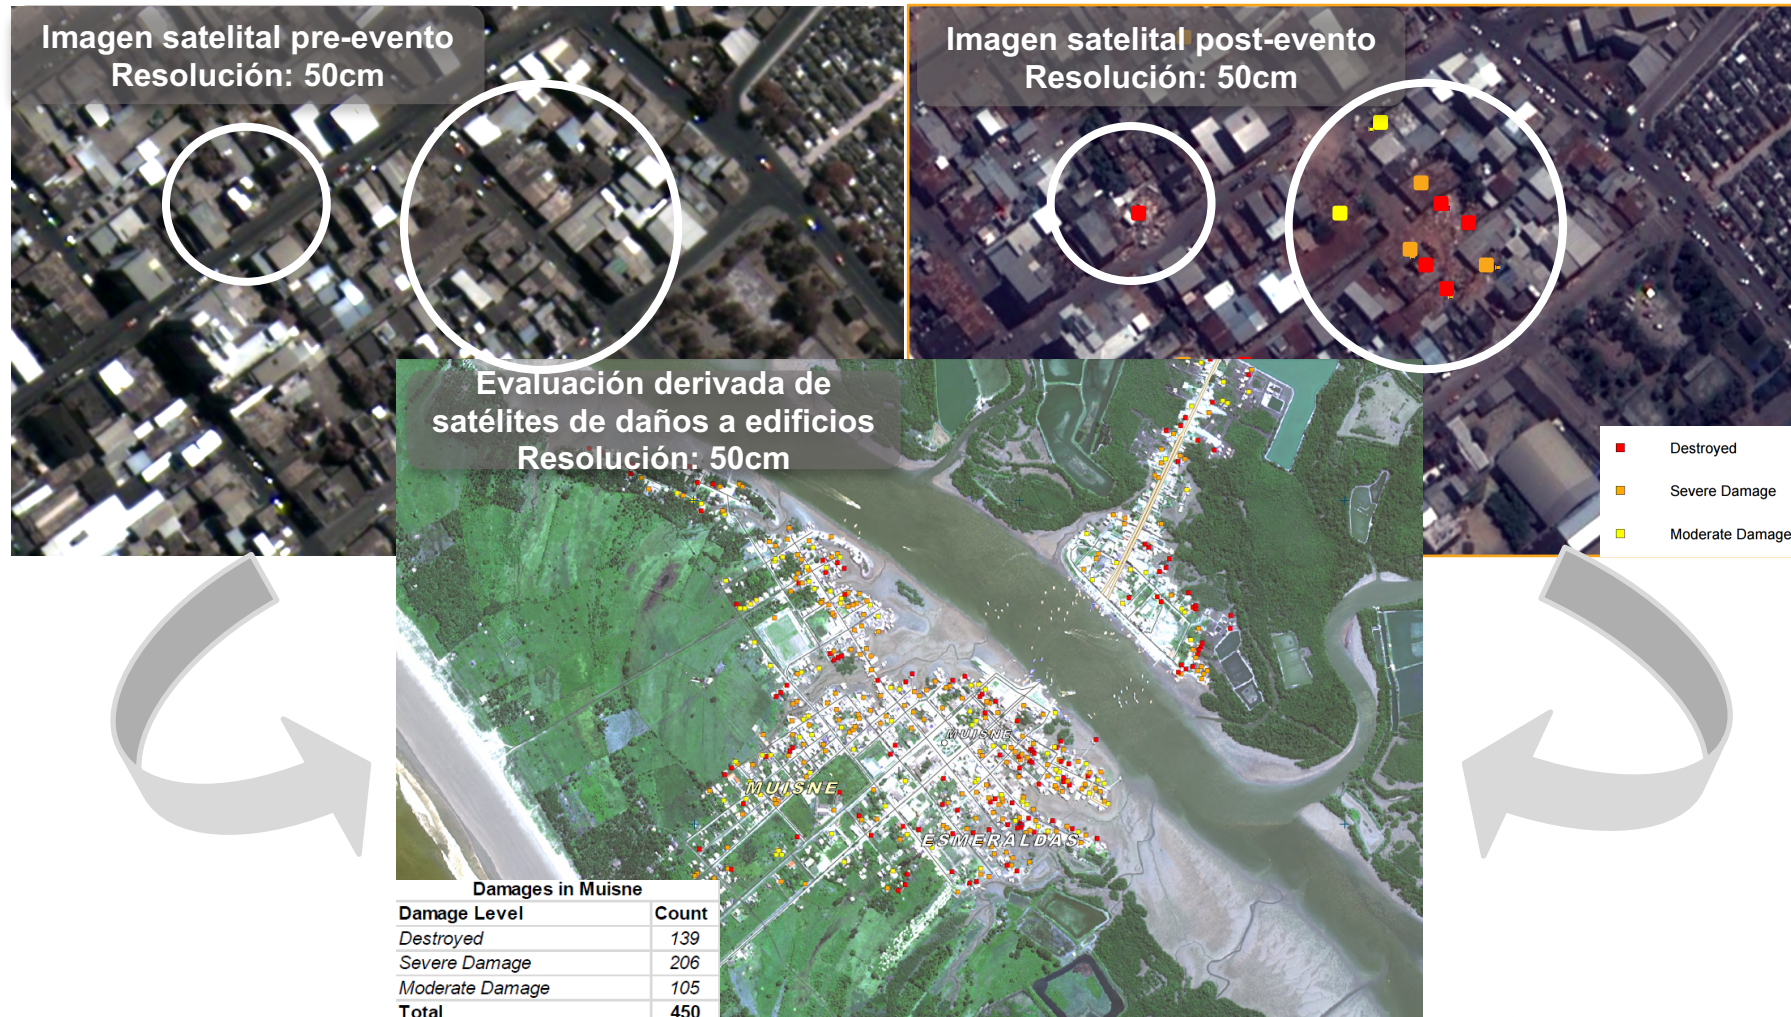 Imagen satelital pre-evento
Resolución: 50cm
Imagen satelital post-evento
Resolución: 50cm
Destroyed
Severe Damage
Moderate Damage
Evaluación derivada de
satélites de daños a edificios
Resolución: 50cm
MUISNE
MUISNE
ESMERALDAS
Damages in Muisne
Damage Level Count
Destroyed 139
Severe Damage 206
Moderate Damage 105
Total 450